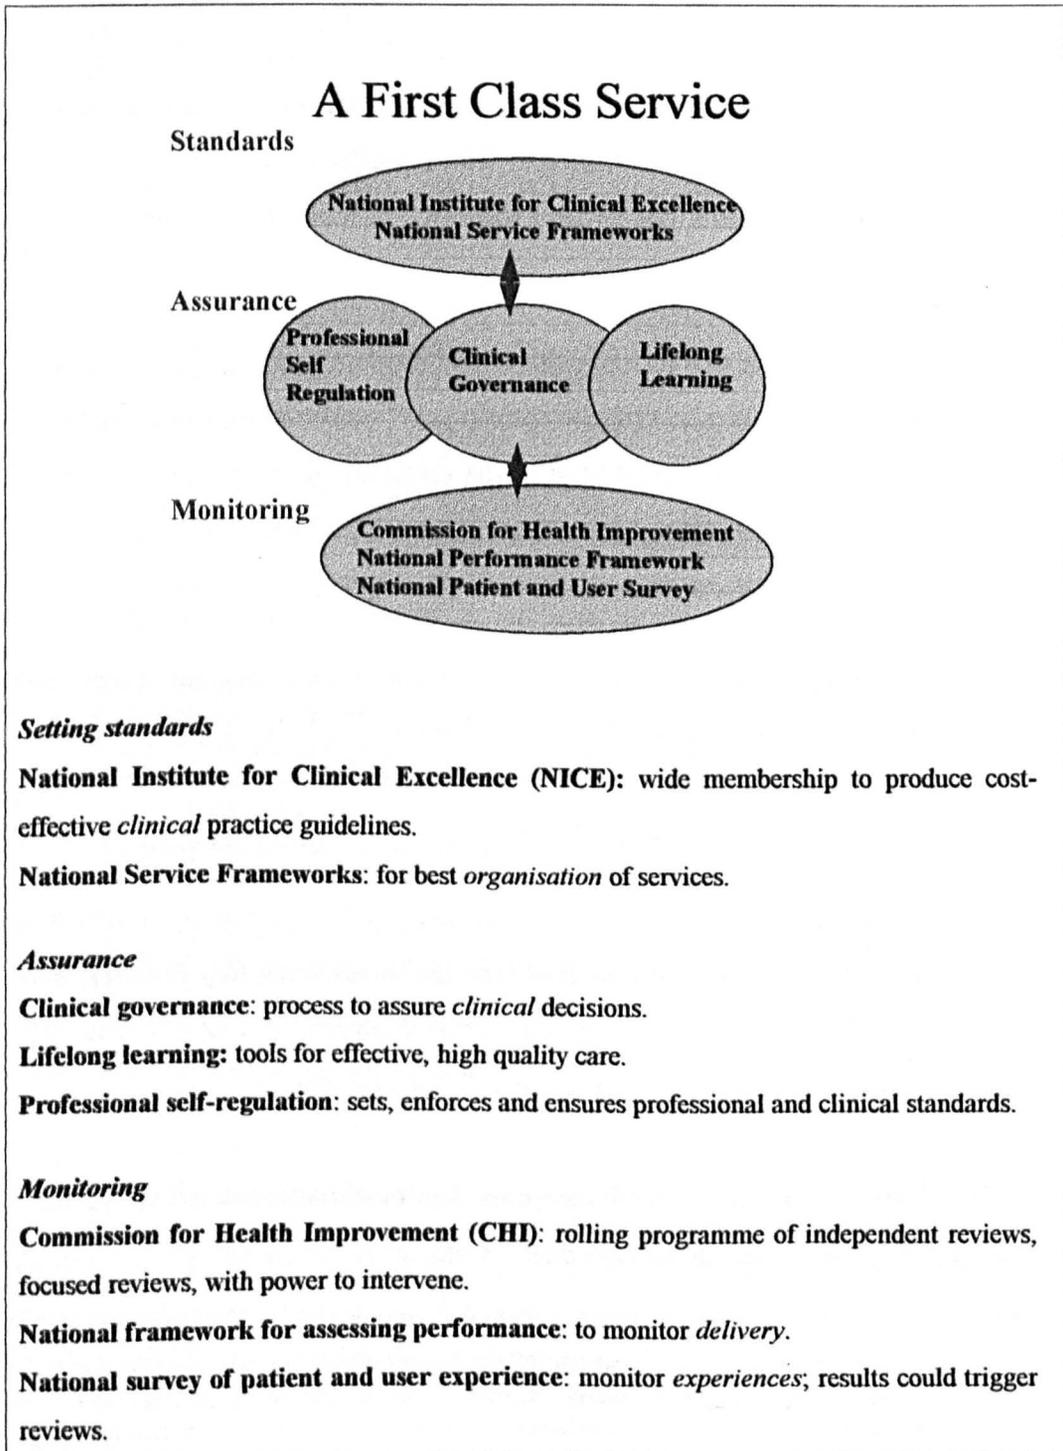 A First Class Service
Standards
National Institute for Clinical Excellence
National Service Frameworks
Assurance
Professional
Self
Regulation
Clinical
Governance
Lifelong
Learning
Monitoring
Commission for Health Improvement
National Performance Framework
National Patient and User Survey
Setting standards
National Institute for Clinical Excellence (NICE): wide membership to produce cost-
effective clinical practice guidelines.
National Service Frameworks: for best organisation of services.
Assurance
Clinical governance: process to assure clinical decisions.
Lifelong learning: tools for effective, high quality care.
Professional self-regulation: sets, enforces and ensures professional and clinical standards.
Monitoring
Commission for Health Improvement (CHI): rolling programme of independent reviews,
focused reviews, with power to intervene.
National framework for assessing performance: to monitor delivery.
National survey of patient and user experience: monitor experiences; results could trigger
reviews.